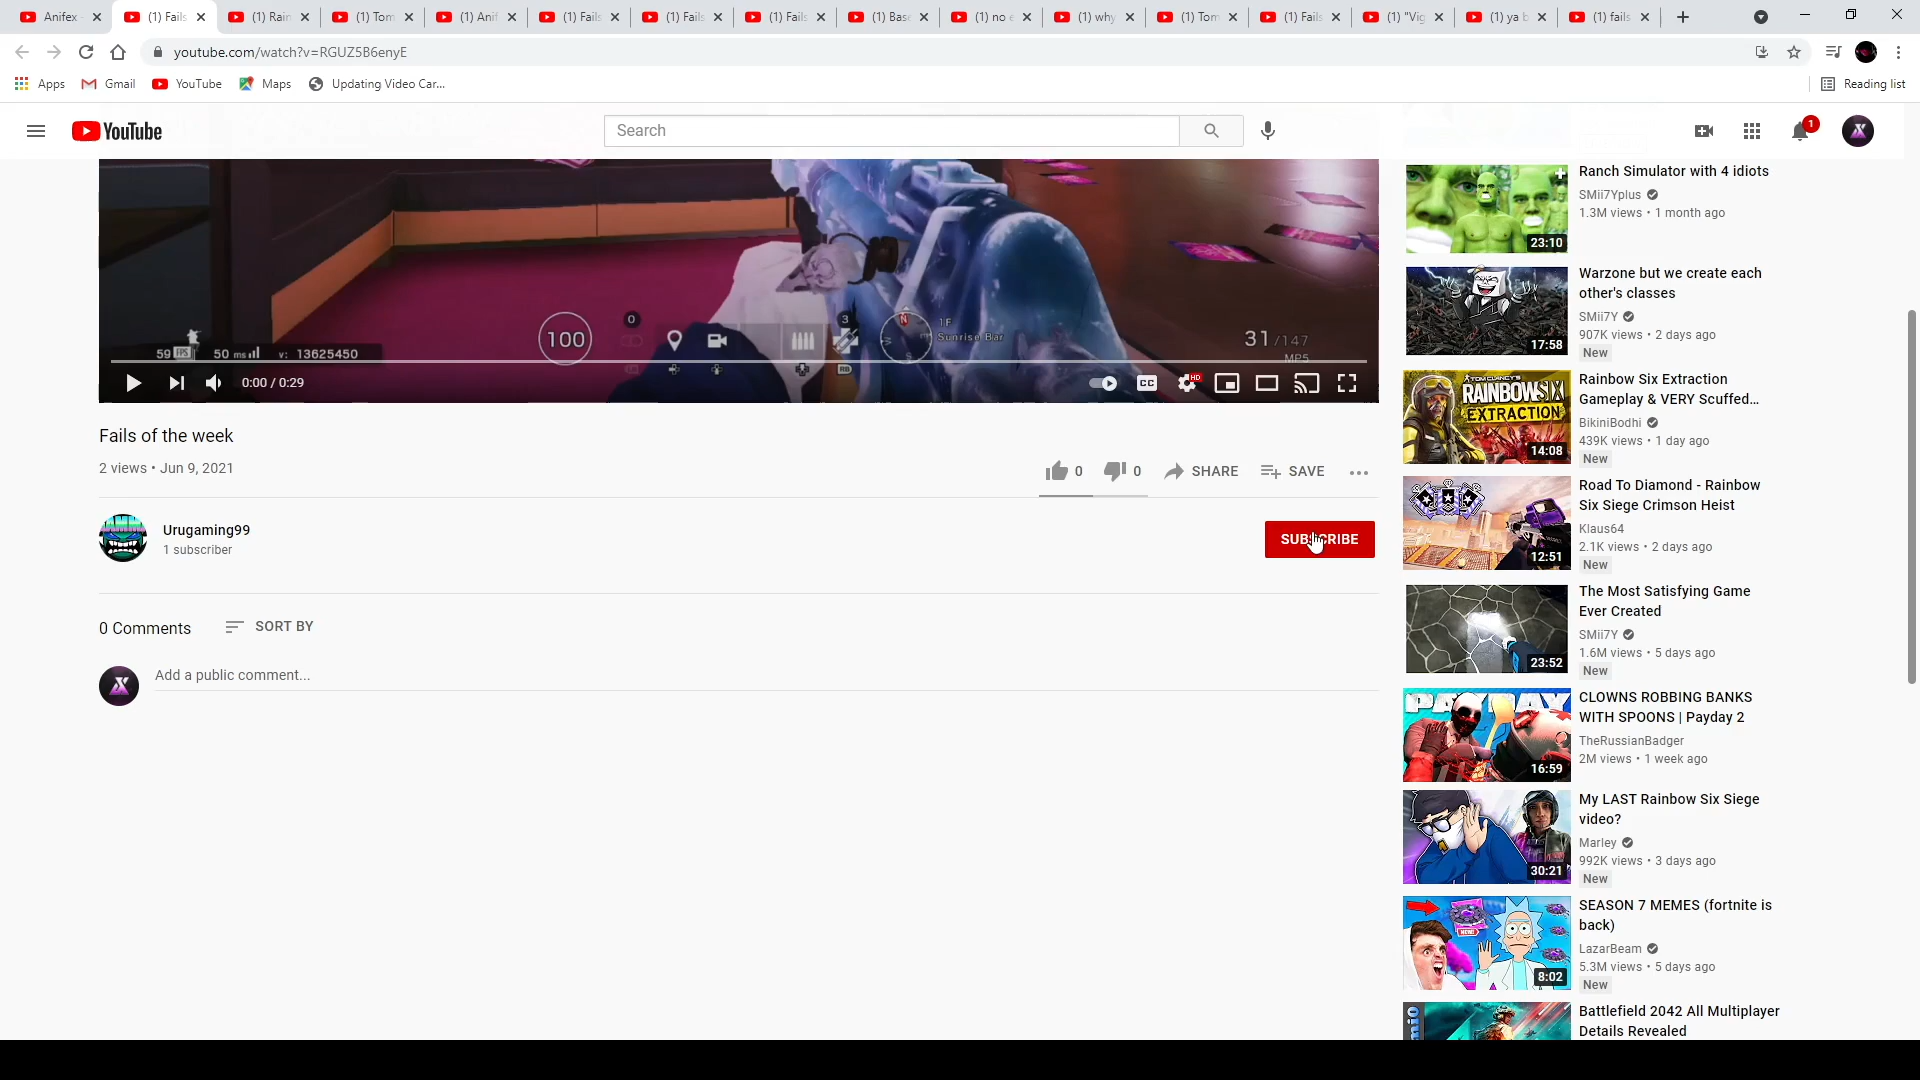 Anifex
(1) Fails
(1) Rain
(1) Tom
(1) Anif
(1) Fails
(1) Fails
(1) Fails
(1) Base
(1) no e
(1) why
(1) Tom
(1) Fails
(1) "Vig
(1) ya b
(1) fails
youtube.com/watch?v=RGUZ5B6enyE
Apps
Gmail
YouTube
Maps
Updating Video Car...
Reading list
YouTube
Search
1
100
0
3
1F
Sunrise Bar
31 /147
MP5
59 FPS 50 ms v: 13625450
RB
0:00 / 0:29
CC
HD
Fails of the week
2 views • Jun 9, 2021
0
0
SHARE
SAVE
Urugaming99
1 subscriber
SUBSCRIBE
0 Comments
SORT BY
Add a public comment...
23:10
Ranch Simulator with 4 idiots
SMii7Yplus
1.3M views • 1 month ago
17:58
Warzone but we create each
other's classes
SMii7Y
907K views • 2 days ago
New
TOM CLANCY'S
RAINBOWSIX
EXTRACTION
14:08
Rainbow Six Extraction
Gameplay & VERY Scuffed...
BikiniBodhi
439K views • 1 day ago
New
12:51
Road To Diamond - Rainbow
Six Siege Crimson Heist
Klaus64
2.1K views • 2 days ago
New
23:52
The Most Satisfying Game
Ever Created
SMii7Y
1.6M views • 5 days ago
New
PAYDAY
16:59
CLOWNS ROBBING BANKS
WITH SPOONS | Payday 2
TheRussianBadger
2M views • 1 week ago
30:21
My LAST Rainbow Six Siege
video?
Marley
992K views • 3 days ago
New
NEW!
8:02
SEASON 7 MEMES (fortnite is
back)
LazarBeam
5.3M views • 5 days ago
New
Battlefield 2042 All Multiplayer
Details Revealed